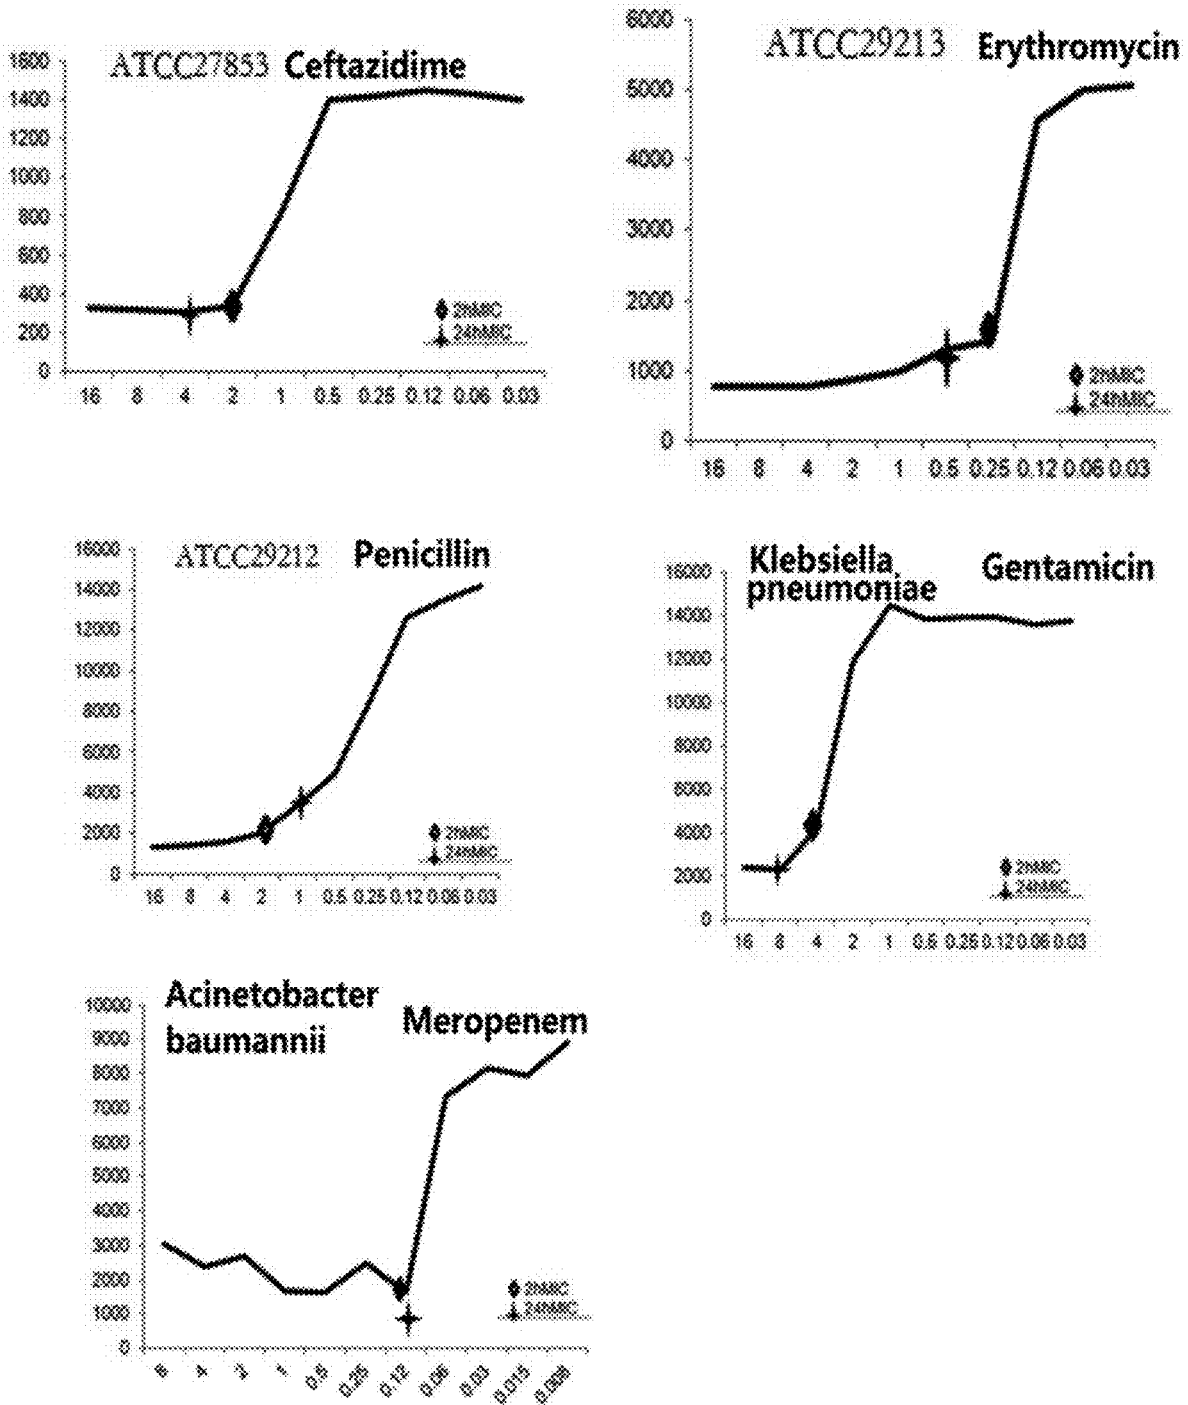 ATCC27853 Ceftazidime
1600
1400
1200
1000
800
600
400
200
0
16 8 4 2 1 0.5 0.25 0.12 0.06 0.03
2hMIC
24hMIC
ATCC29213 Erythromycin
6000
5000
4000
3000
2000
1000
0
16 8 4 2 1 0.5 0.25 0.12 0.06 0.03
2hMIC
24hMIC
ATCC29212 Penicillin
16000
14000
12000
10000
8000
6000
4000
2000
0
16 8 4 2 1 0.5 0.25 0.12 0.06 0.03
2hMIC
24hMIC
Klebsiella
pneumoniae
Gentamicin
16000
14000
12000
10000
8000
6000
4000
2000
0
16 8 4 2 1 0.5 0.25 0.12 0.06 0.03
2hMIC
24hMIC
Acinetobacter
baumannii
Meropenem
10000
9000
8000
7000
6000
5000
4000
3000
2000
1000
0
4 2 1 0.5 0.25 0.12 0.06 0.03 0.015 0.008
2hMIC
24hMIC